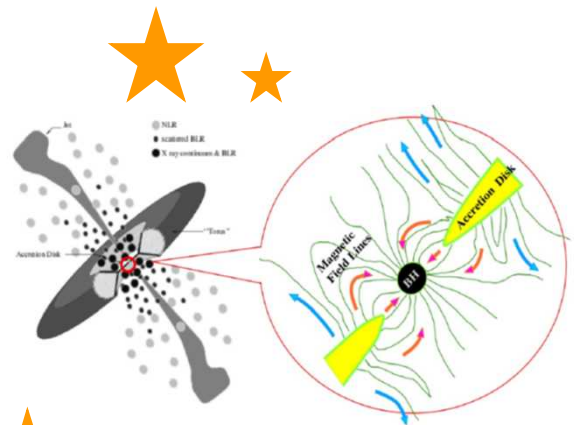 Jet
NLR
scattered BLR
X ray continuum & BLR
"Torus"
Accretion Disk
Magnetic
Field Lines
BH
Accretion Disk